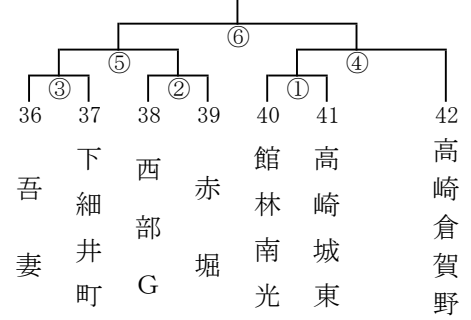 ⑥
⑤ ④
③ ② ①
36 37 38 39 40 41 42
吾妻
下細井町
西部G
赤堀
館林南光
高崎城東
高崎倉賀野